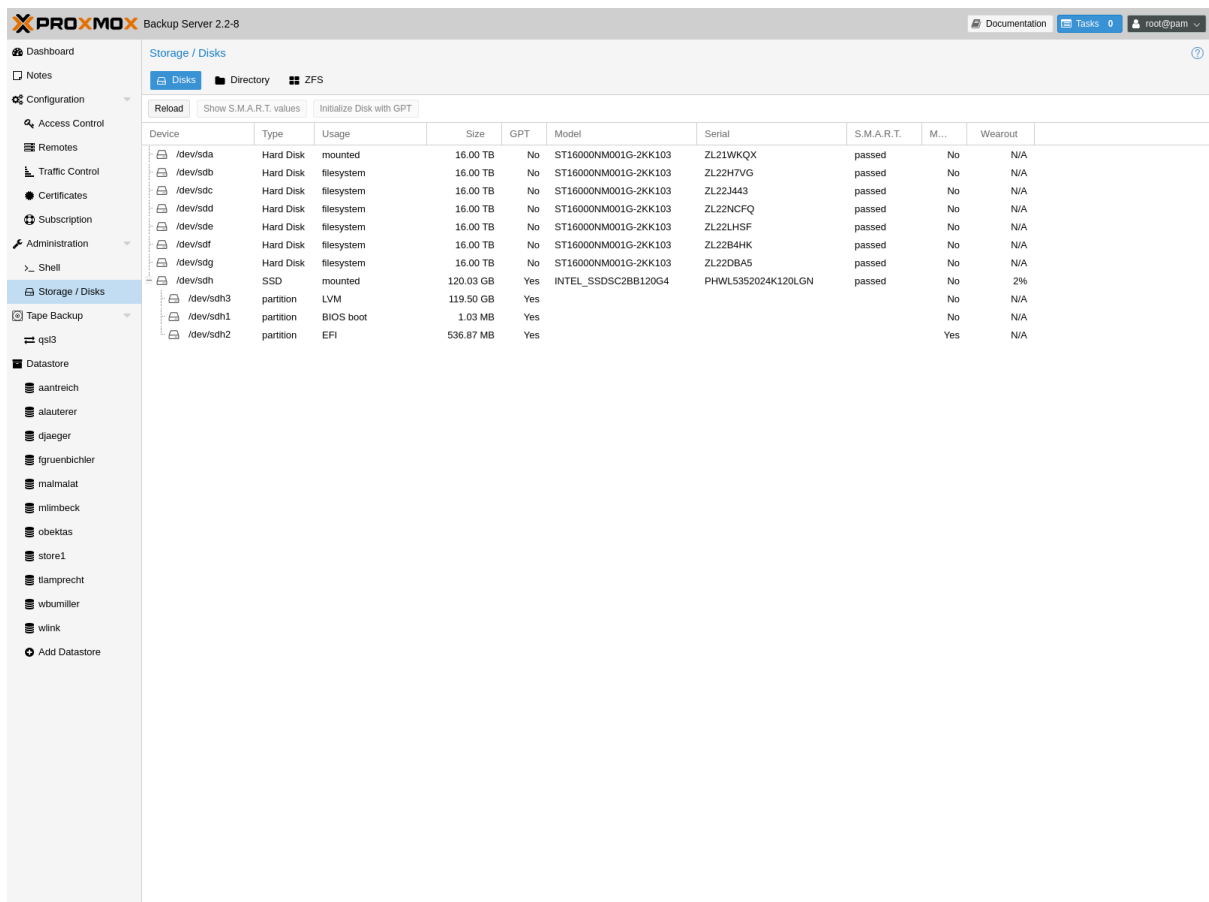 PROXMOX Backup Server 2.2-8 Documentation Tasks 0 root@pam
Dashboard
Notes
Configuration
Access Control
Remotes
Traffic Control
Certificates
Subscription
Administration
Shell
Storage / Disks
Tape Backup
qsl3
Datastore
aantreich
alauterer
djaeger
fgruenbichler
malmalat
mlimbeck
obektas
store1
tlamprecht
wbumiller
wlink
Add Datastore
Storage / Disks
Disks Directory ZFS
Reload Show S.M.A.R.T. values Initialize Disk with GPT
Device Type Usage Size GPT Model Serial S.M.A.R.T. M... Wearout
/dev/sda Hard Disk mounted 16.00 TB No ST16000NM001G-2KK103 ZL21WKQX passed No N/A
/dev/sdb Hard Disk filesystem 16.00 TB No ST16000NM001G-2KK103 ZL22H7VG passed No N/A
/dev/sdc Hard Disk filesystem 16.00 TB No ST16000NM001G-2KK103 ZL22J443 passed No N/A
/dev/sdd Hard Disk filesystem 16.00 TB No ST16000NM001G-2KK103 ZL22NCFQ passed No N/A
/dev/sde Hard Disk filesystem 16.00 TB No ST16000NM001G-2KK103 ZL22LHSF passed No N/A
/dev/sdf Hard Disk filesystem 16.00 TB No ST16000NM001G-2KK103 ZL22B4HK passed No N/A
/dev/sdg Hard Disk filesystem 16.00 TB No ST16000NM001G-2KK103 ZL22DBA5 passed No N/A
/dev/sdh SSD mounted 120.03 GB Yes INTEL_SSDSC2BB120G4 PHWL5352024K120LGN passed No 2%
/dev/sdh3 partition LVM 119.50 GB Yes No N/A
/dev/sdh1 partition BIOS boot 1.03 MB Yes No N/A
/dev/sdh2 partition EFI 536.87 MB Yes Yes N/A